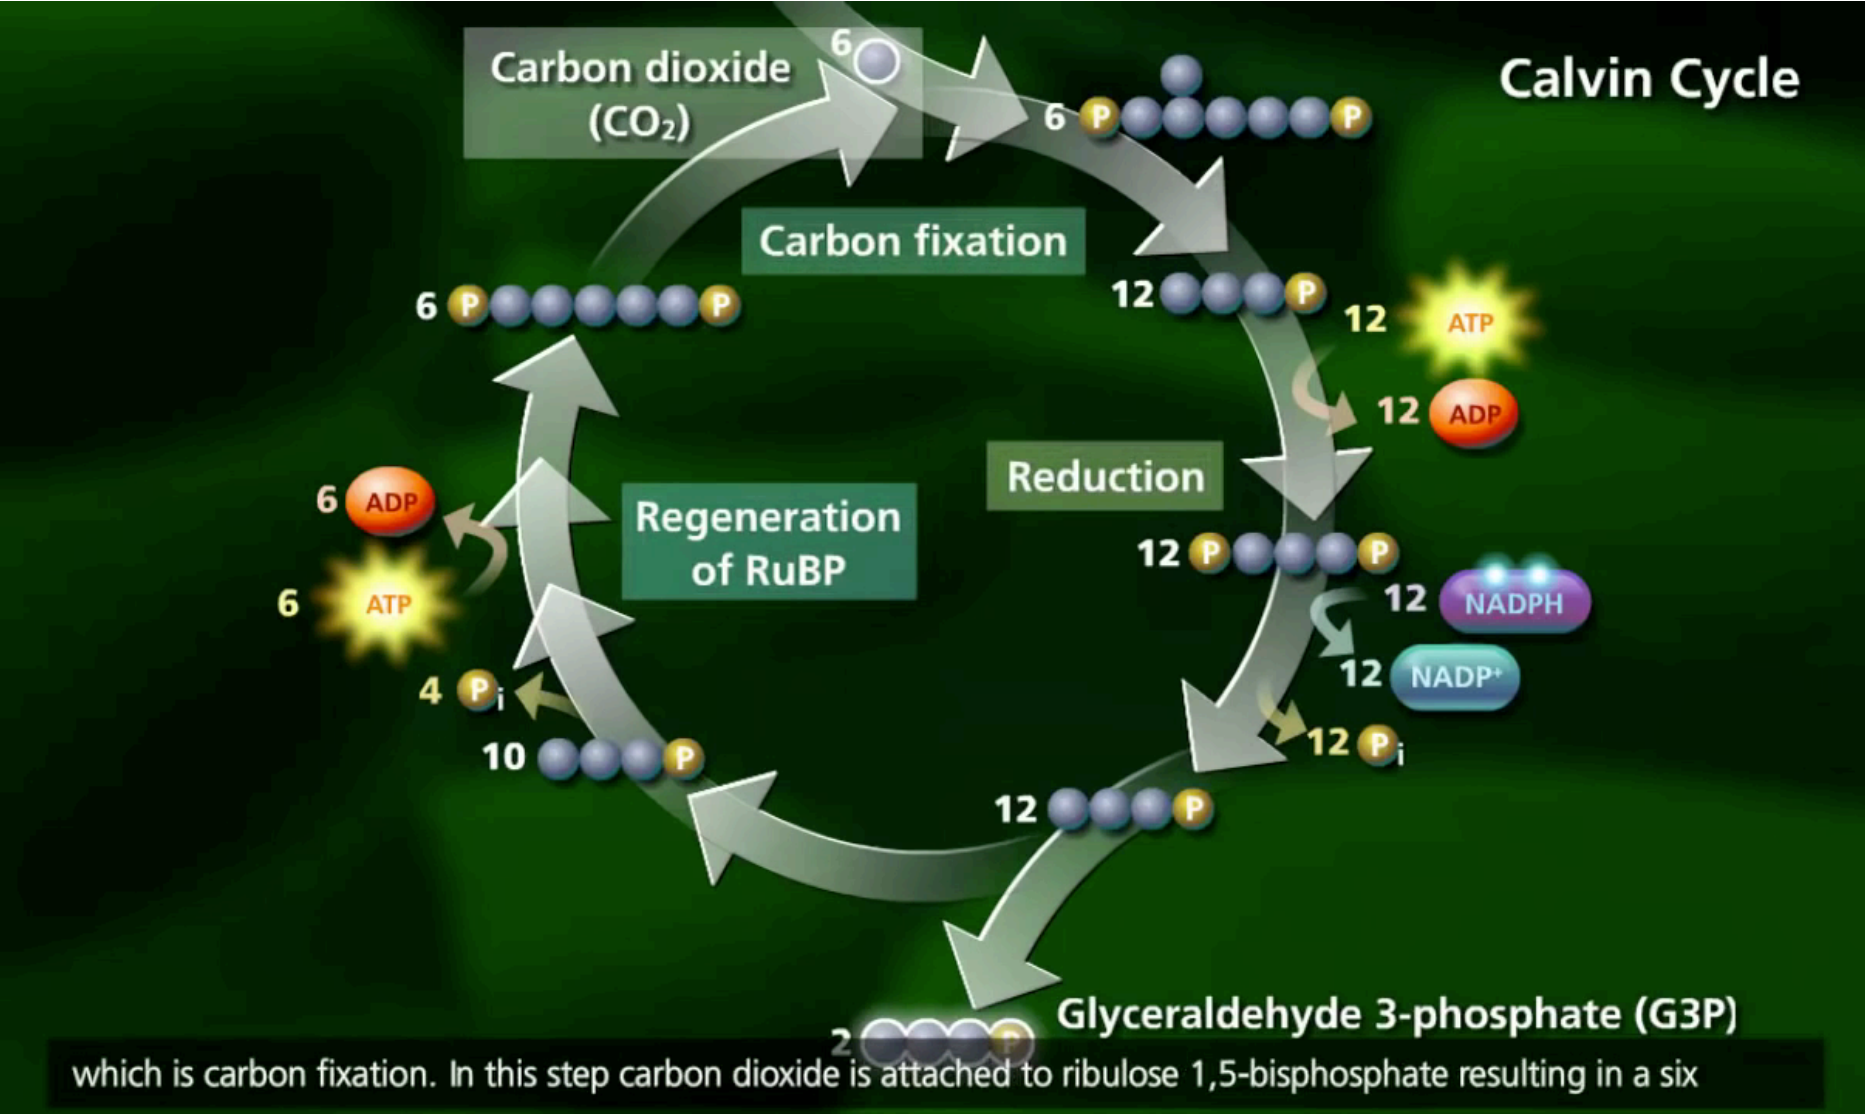 Calvin Cycle
Carbon dioxide
(CO₂)
6
6 P P
Carbon fixation
6 P P
12 P
12 ATP
12 ADP
Reduction
12 P P
12 NADPH
12 NADP⁺
12 Pi
12 P
Regeneration
of RuBP
6 ADP
6 ATP
4 Pi
10 P
Glyceraldehyde 3-phosphate (G3P)
2 P
which is carbon fixation. In this step carbon dioxide is attached to ribulose 1,5-bisphosphate resulting in a six